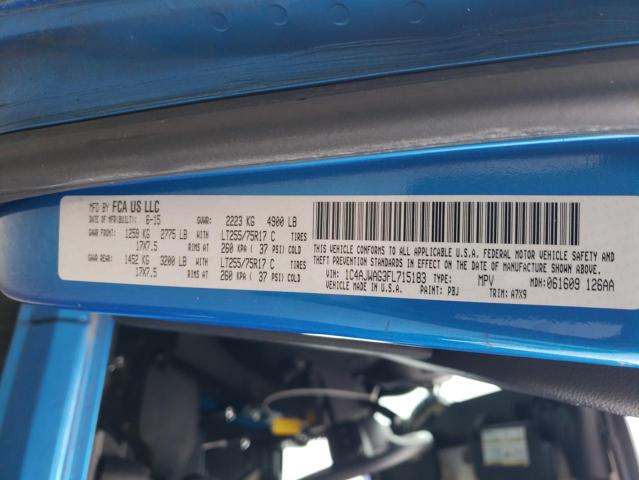 MFD BY FCA US LLC
DATE OF MFR(BUILT): 6-15 GVWR: 2223 KG 4900 LB
GAWR FRONT: 1259 KG 2775 LB WITH LT255/75R17 C TIRES
17X7.5 RIMS AT 260 KPA ( 37 PSI) COLD
GAWR REAR: 1452 KG 3200 LB WITH LT255/75R17 C TIRES
17X7.5 RIMS AT 260 KPA ( 37 PSI) COLD
THIS VEHICLE CONFORMS TO ALL APPLICABLE U.S.A. FEDERAL MOTOR VEHICLE SAFETY, BUMPER AND
THEFT PREVENTION STANDARDS IN EFFECT ON THE DATE OF MANUFACTURE SHOWN ABOVE.
VIN: 1C4AJWAG3FL715183 TYPE: MPV MDH: 061609 126AA
VEHICLE MADE IN U.S.A. PAINT: PBJ TRIM: A7X9